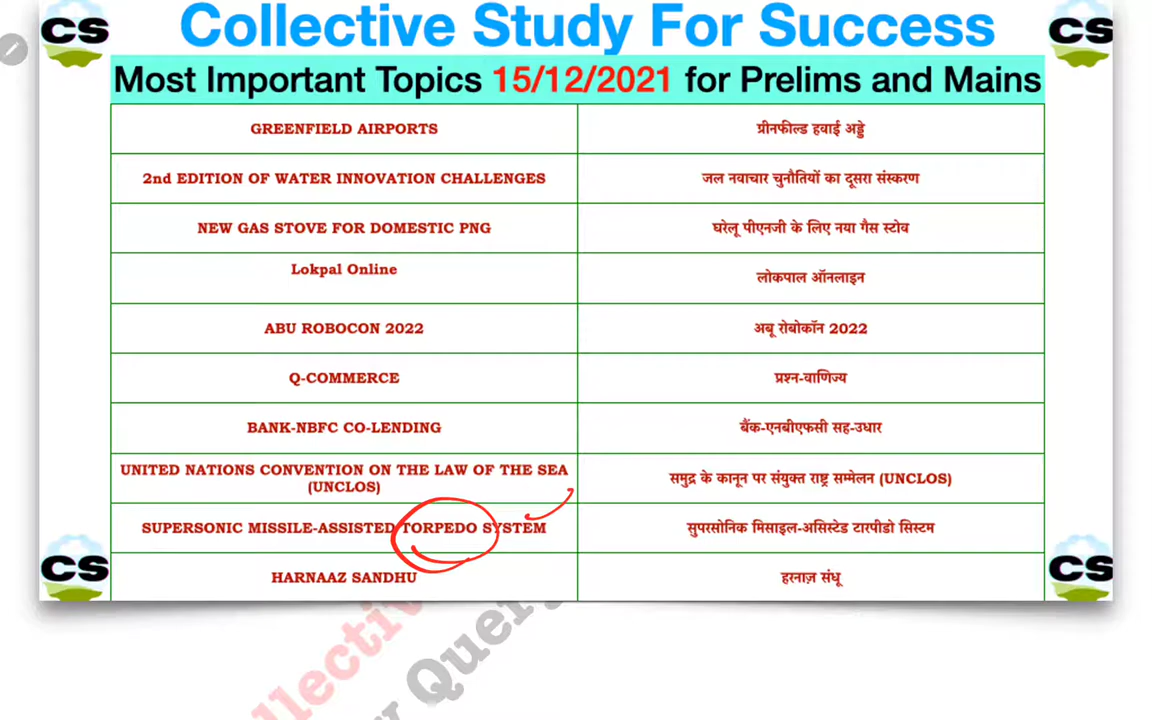 CS
Collective Study For Success
CS
Most Important Topics 15/12/2021 for Prelims and Mains
GREENFIELD AIRPORTS
ग्रीनफील्ड हवाई अड्डे
2nd EDITION OF WATER INNOVATION CHALLENGES
जल नवाचार चुनौतियों का दूसरा संस्करण
NEW GAS STOVE FOR DOMESTIC PNG
घरेलू पीएनजी के लिए नया गैस स्टोव
Lokpal Online
लोकपाल ऑनलाइन
ABU ROBOCON 2022
अबू रोबोकॉन 2022
Q-COMMERCE
प्रश्न-वाणिज्य
BANK-NBFC CO-LENDING
बैंक-एनबीएफसी सह-उधार
UNITED NATIONS CONVENTION ON THE LAW OF THE SEA
(UNCLOS)
समुद्र के कानून पर संयुक्त राष्ट्र सम्मेलन (UNCLOS)
SUPERSONIC MISSILE-ASSISTED TORPEDO SYSTEM
सुपरसोनिक मिसाइल-असिस्टेड टारपीडो सिस्टम
CS
HARNAAZ SANDHU
हरनाज़ संधू
CS